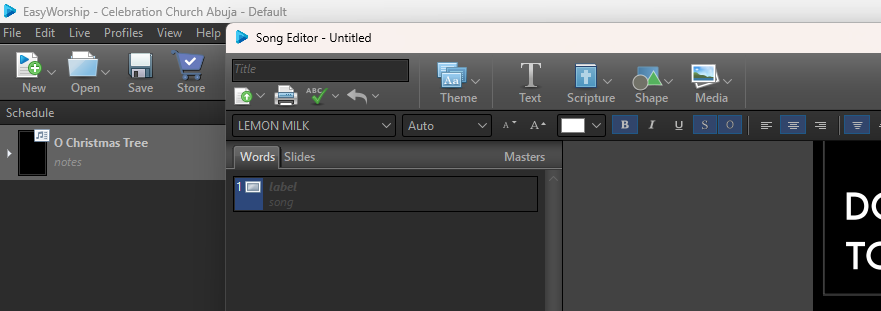 EasyWorship - Celebration Church Abuja - Default
File Edit Live Profiles View Help
Song Editor - Untitled
New Open Save Store
Title
ABC
Aa
Theme Text Scripture Shape Media
Schedule
LEMON MILK Auto A A B I U S O
O Christmas Tree
notes
Words Slides Masters
1 label
song
DO
TO